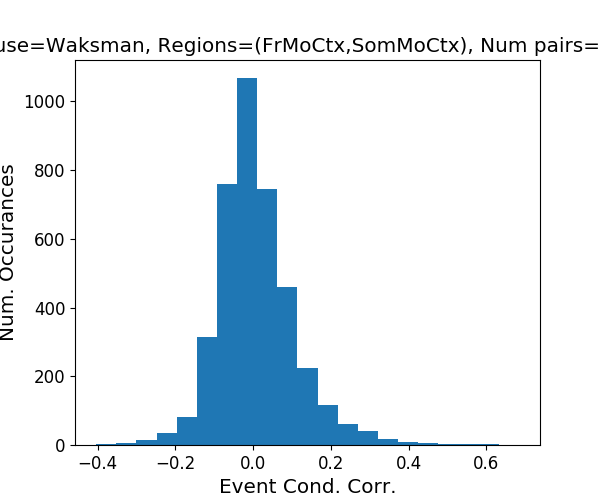 use=Waksman, Regions=(FrMoCtx,SomMoCtx), Num pairs=
Num. Occurances
1000
800
600
400
200
0
−0.4 −0.2 0.0 0.2 0.4 0.6
Event Cond. Corr.